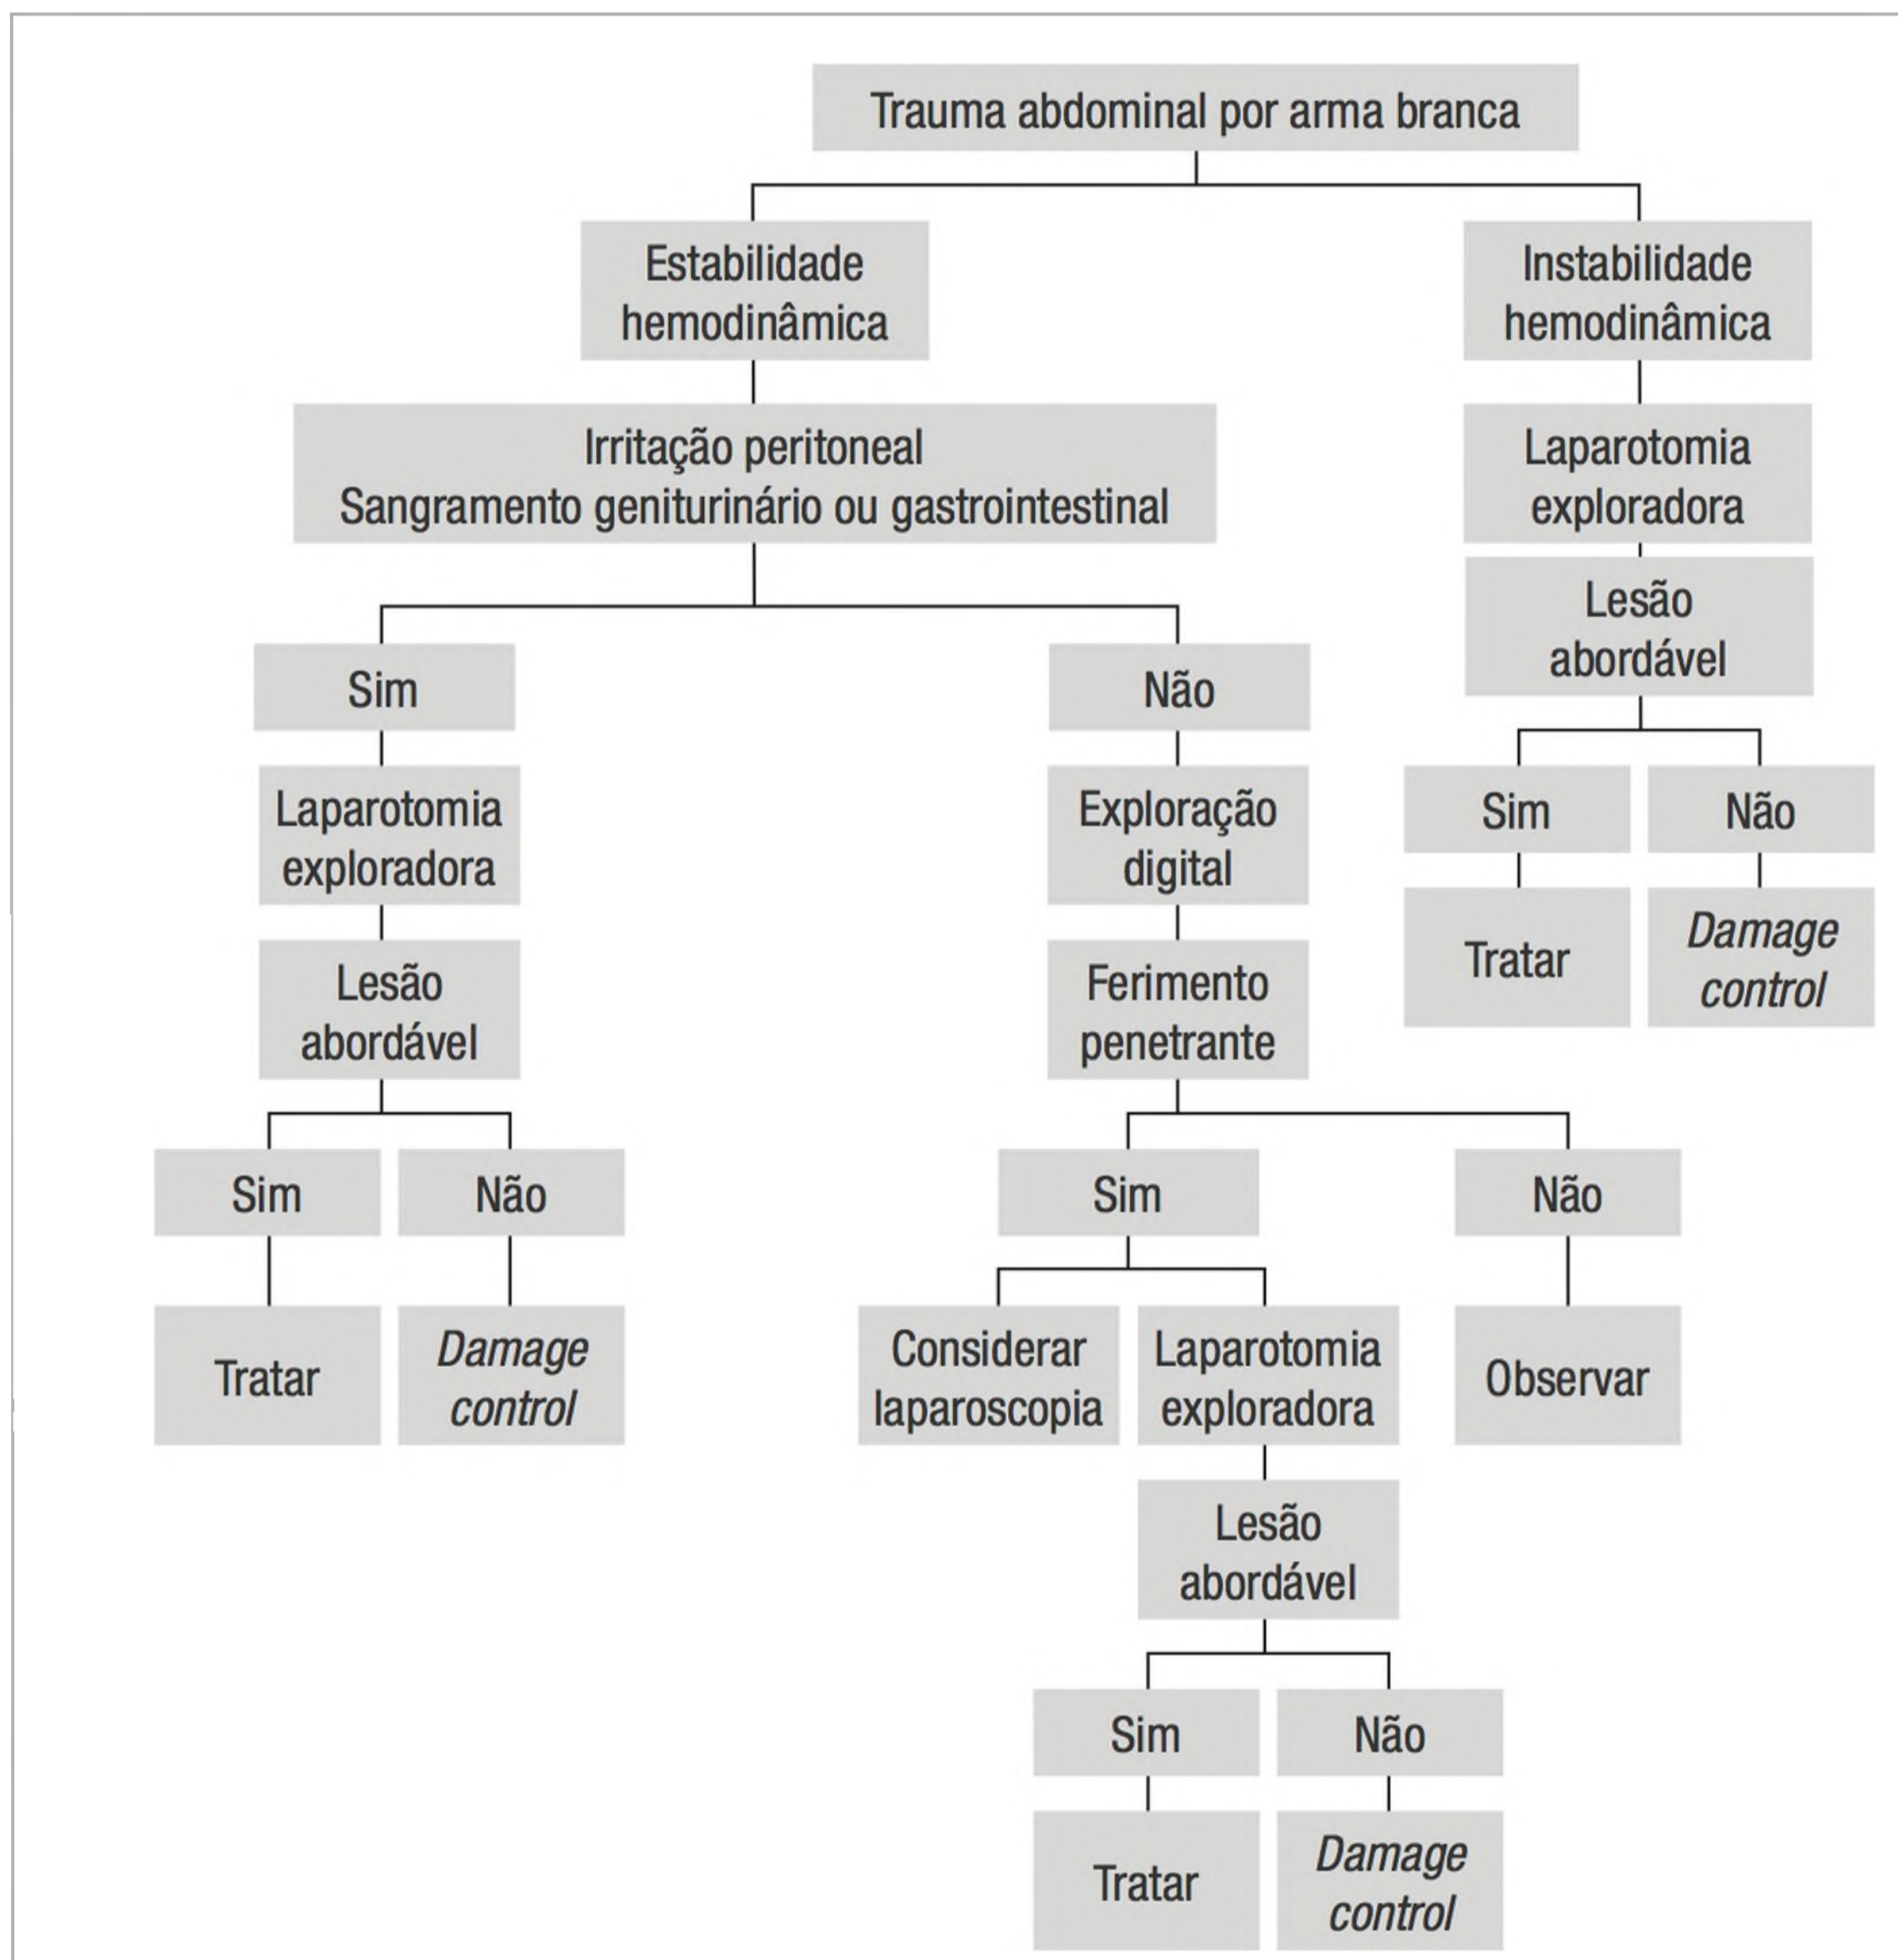 Trauma abdominal por arma branca
Estabilidade
hemodinâmica
Instabilidade
hemodinâmica
Irritação peritoneal
Sangramento geniturinário ou gastrointestinal
Laparotomia
exploradora
Lesão
abordável
Sim
Não
Sim
Não
Tratar
Damage
control
Laparotomia
exploradora
Exploração
digital
Lesão
abordável
Ferimento
penetrante
Sim
Não
Sim
Não
Tratar
Damage
control
Considerar
laparoscopia
Laparotomia
exploradora
Observar
Lesão
abordável
Sim
Não
Tratar
Damage
control